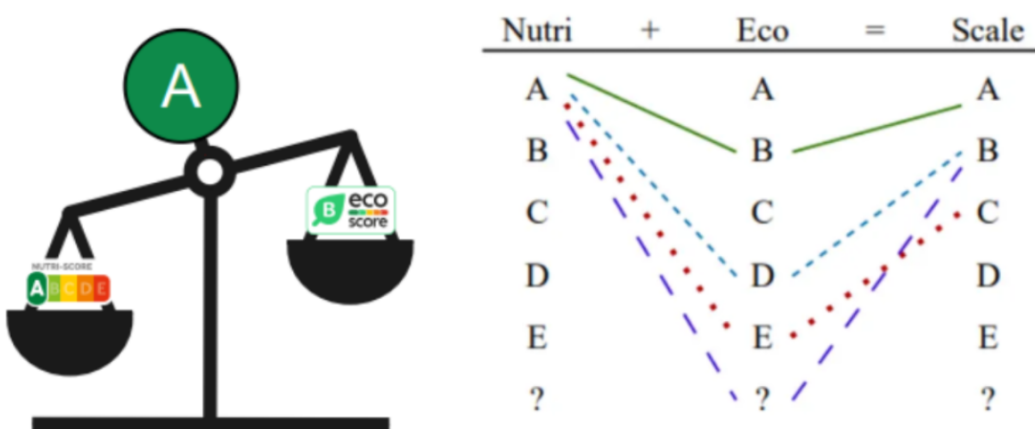 A
B eco
score
NUTRI-SCORE
A B C D E
Nutri + Eco = Scale
A A A
B B B
C C C
D D D
E E E
? ? ?